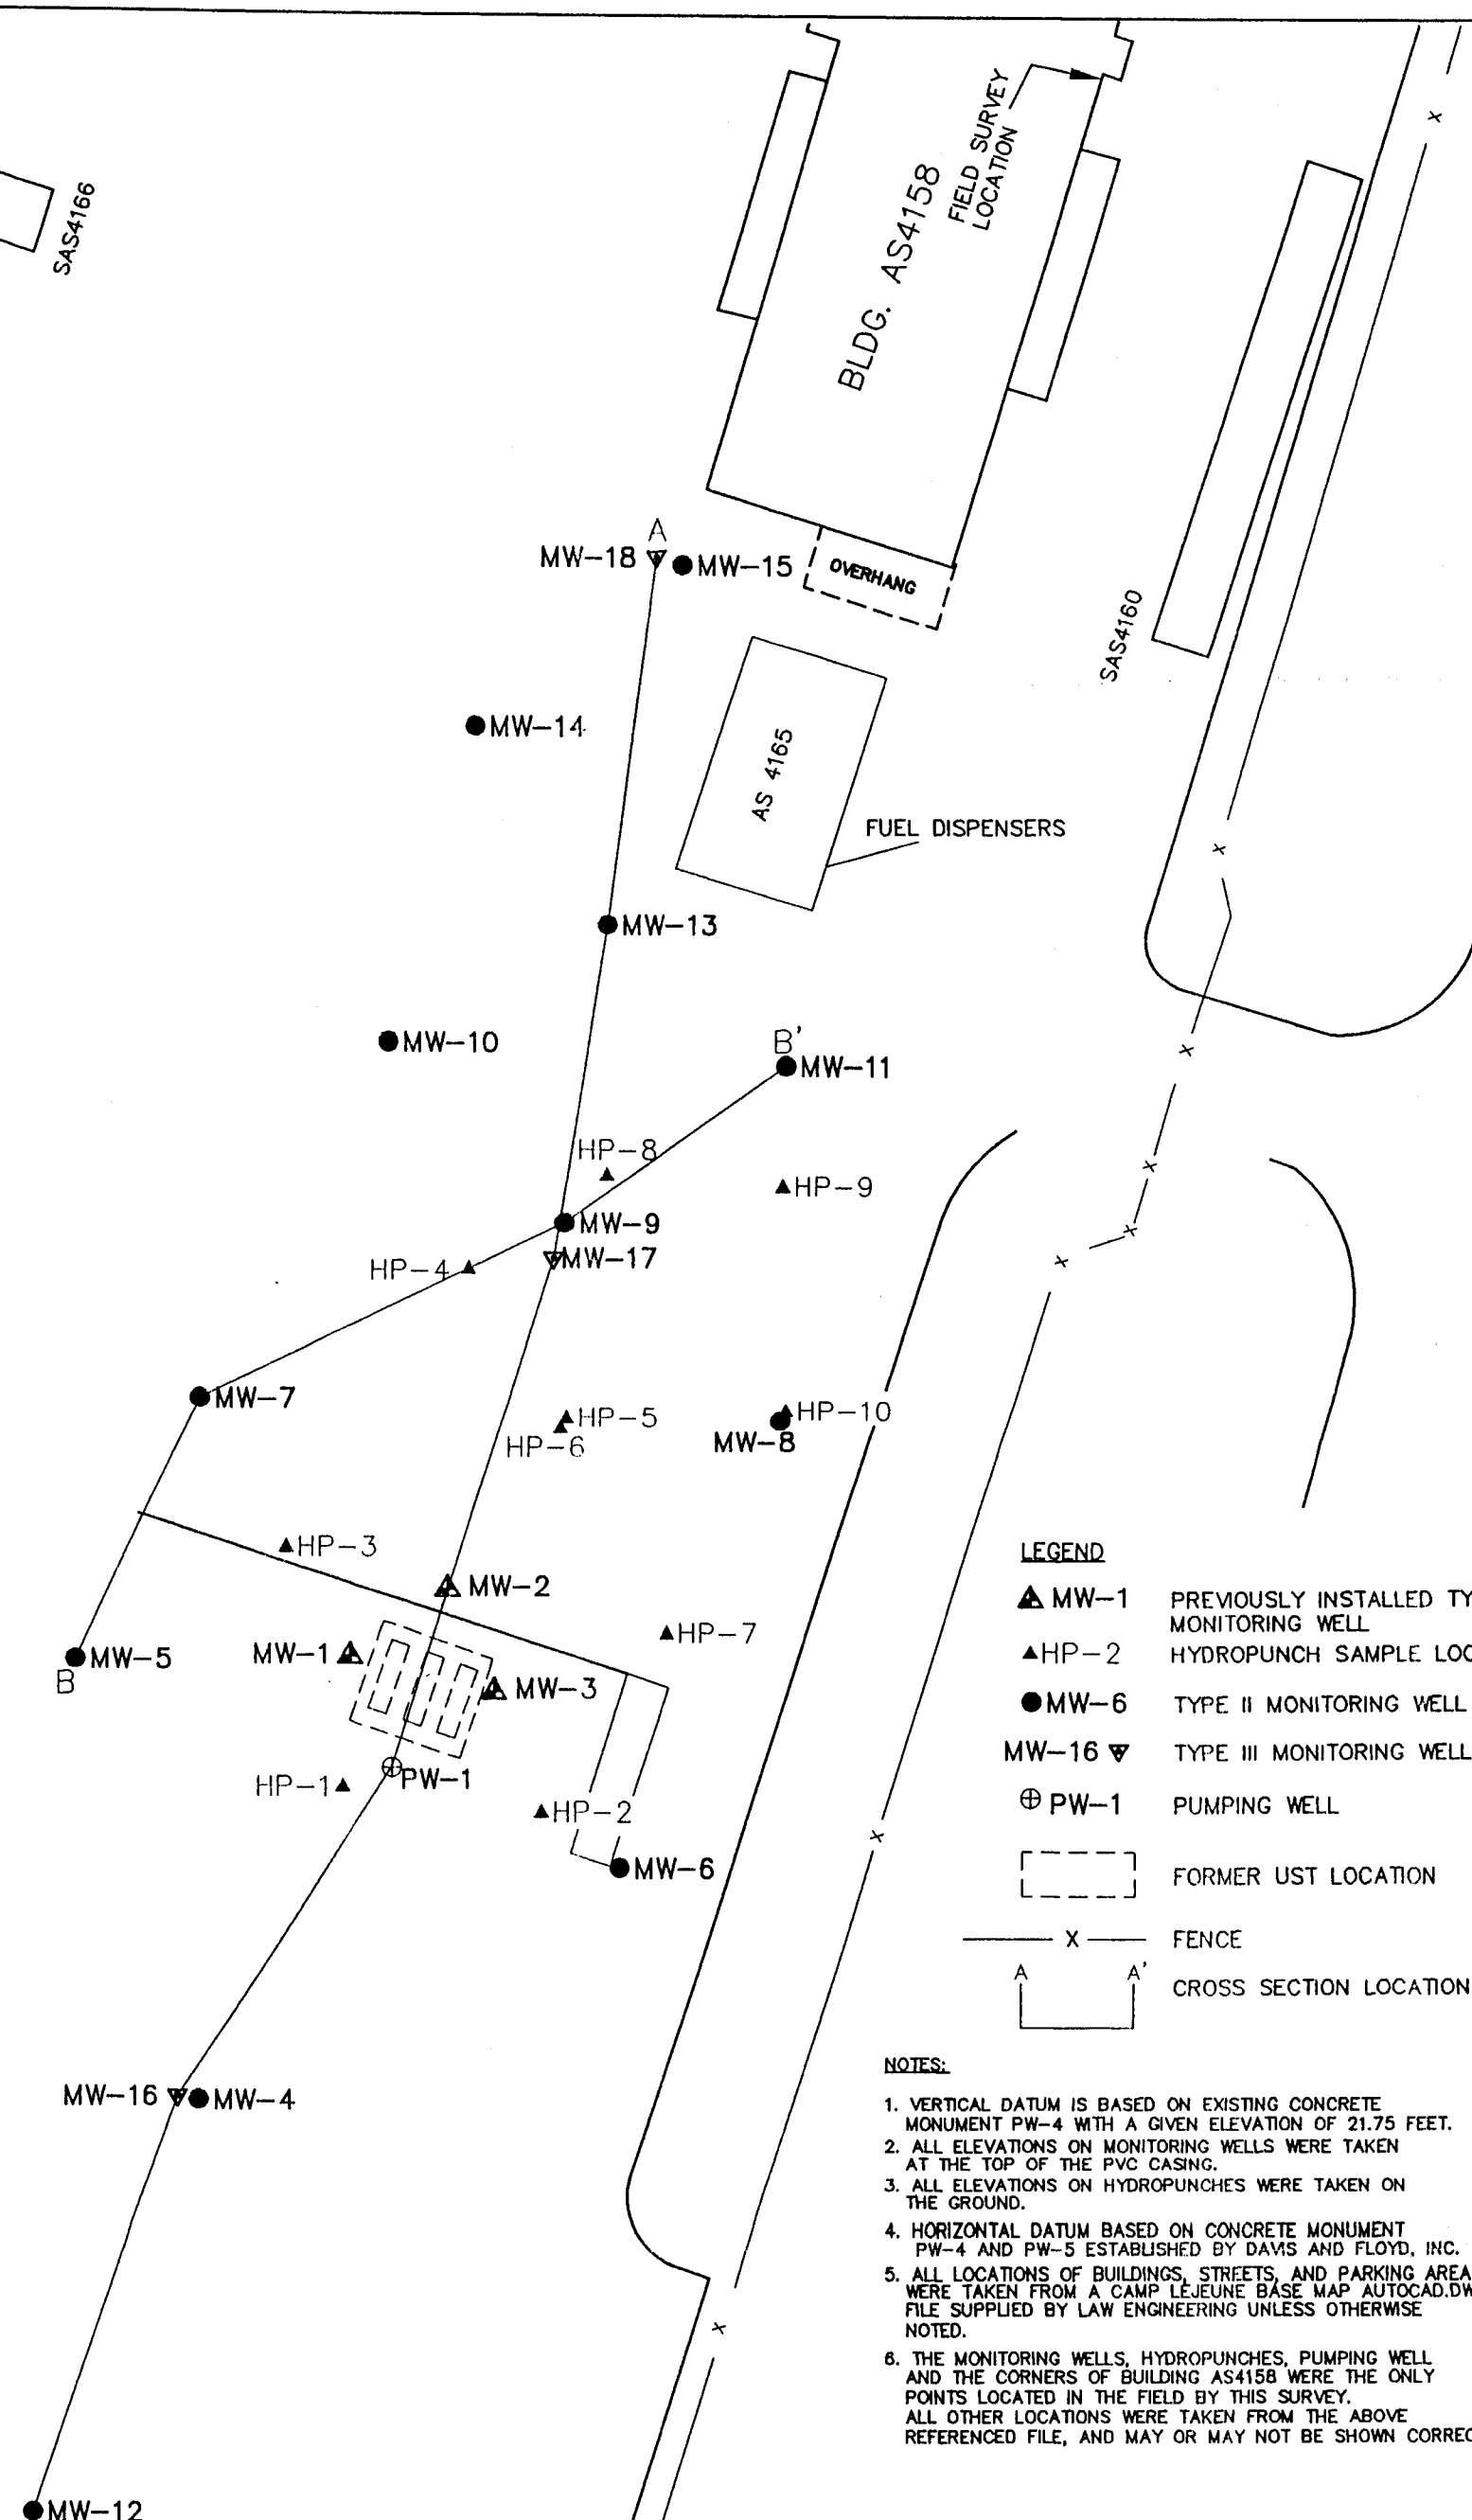 SAS4166
BLDG. AS4158
FIELD SURVEY
LOCATION
A
MW-18
MW-15
OVERHANG
SAS4160
MW-14
AS 4165
FUEL DISPENSERS
MW-13
MW-10
B'
MW-11
HP-8
HP-9
MW-9
HP-4
MW-17
MW-7
HP-5
HP-10
HP-6
MW-8
HP-3
MW-2
HP-7
MW-1
MW-5
B
MW-3
PW-1
HP-1
HP-2
MW-6
MW-16
MW-4
MW-12
LEGEND
MW-1 PREVIOUSLY INSTALLED
MONITORING WELL
HP-2 HYDROPUNCH SAMPLE
MW-6 TYPE II MONITORING WELL
MW-16 TYPE III MONITORING WELL
PW-1 PUMPING WELL
FORMER UST LOCATION
X FENCE
A A'
CROSS SECTION LOCATION
NOTES:
1. VERTICAL DATUM IS BASED ON EXISTING CONCRETE
MONUMENT PW-4 WITH A GIVEN ELEVATION OF 21.75 FEET.
2. ALL ELEVATIONS ON MONITORING WELLS WERE TAKEN
AT THE TOP OF THE PVC CASING.
3. ALL ELEVATIONS ON HYDROPUNCHES WERE TAKEN ON
THE GROUND.
4. HORIZONTAL DATUM BASED ON CONCRETE MONUMENT
PW-4 AND PW-5 ESTABLISHED BY DAVIS AND FLOYD, INC.
5. ALL LOCATIONS OF BUILDINGS, STREETS, AND PARKING AREA
WERE TAKEN FROM A CAMP LEJEUNE BASE MAP AUTOCAD.DW
FILE SUPPLIED BY LAW ENGINEERING UNLESS OTHERWISE
NOTED.
6. THE MONITORING WELLS, HYDROPUNCHES, PUMPING WELL
AND THE CORNERS OF BUILDING AS4158 WERE THE ONLY
POINTS LOCATED IN THE FIELD BY THIS SURVEY.
ALL OTHER LOCATIONS WERE TAKEN FROM THE ABOVE
REFERENCED FILE, AND MAY OR MAY NOT BE SHOWN